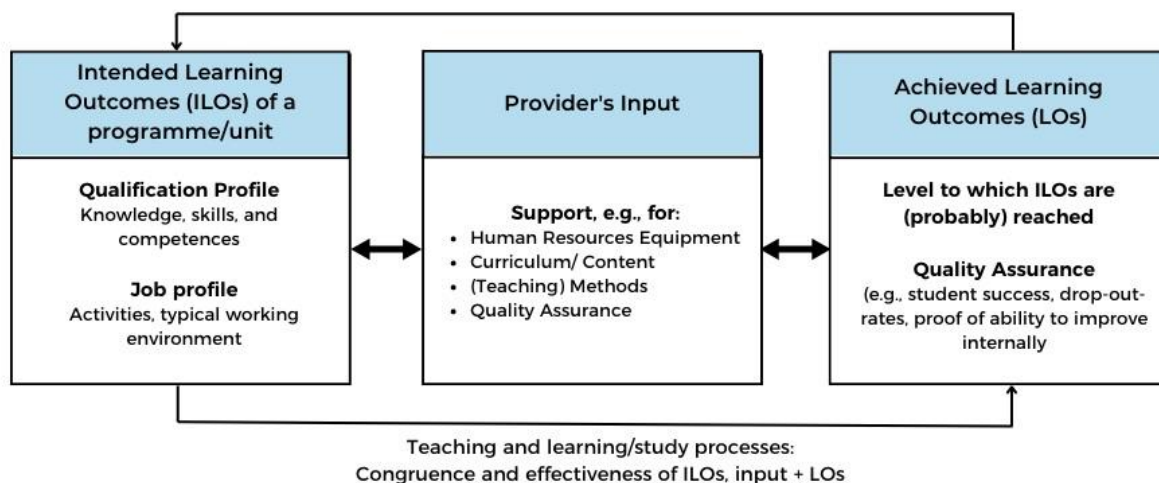 Intended Learning
Outcomes (ILOs) of a
programme/unit
Qualification Profile
Knowledge, skills, and
competences
Job profile
Activities, typical working
environment
Provider's Input
Support, e.g., for:
• Human Resources Equipment
• Curriculum/ Content
• (Teaching) Methods
• Quality Assurance
Achieved Learning
Outcomes (LOs)
Level to which ILOs are
(probably) reached
Quality Assurance
(e.g., student success, drop-out-
rates, proof of ability to improve
internally
Teaching and learning/study processes:
Congruence and effectiveness of ILOs, input + LOs